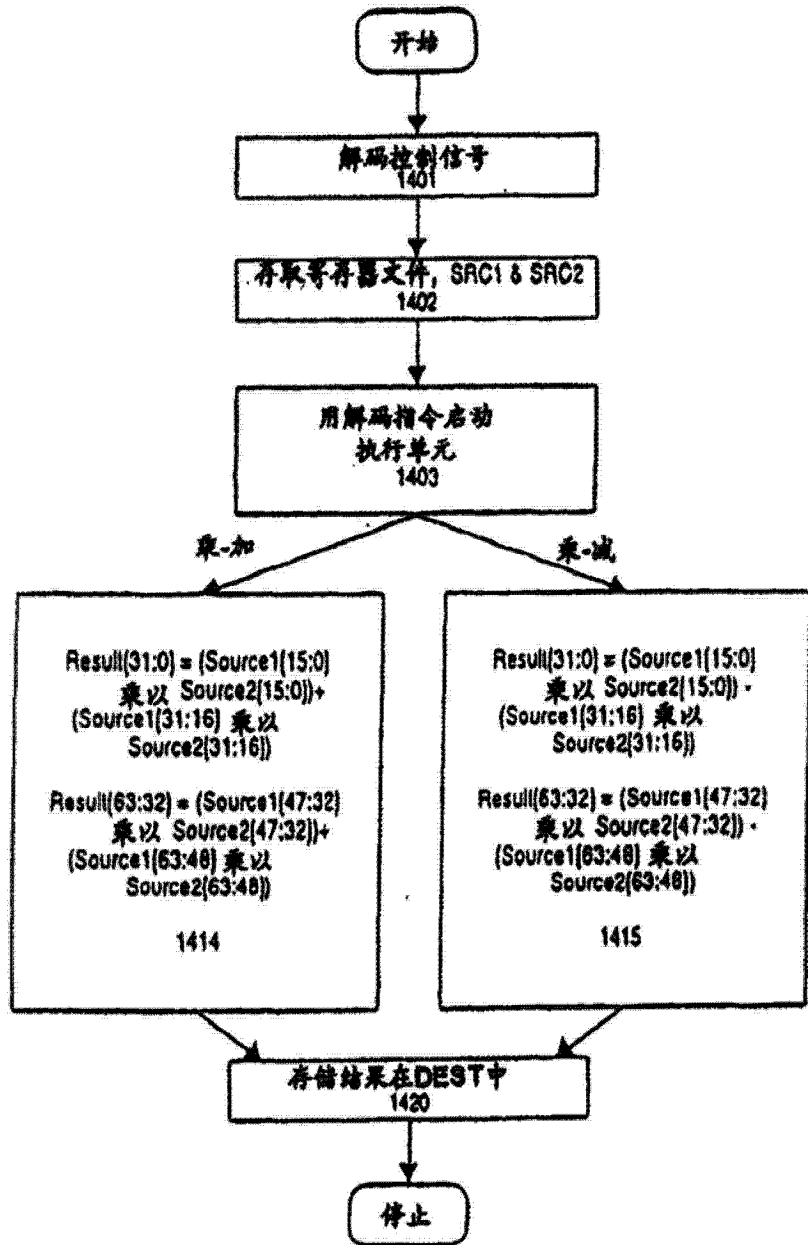 开始
解码控制信号
1401
存取寄存器文件, SRC1 & SRC2
1402
用解码指令启动
执行单元
1403
乘-加
乘-减
Result(31:0) = (Source1(15:0)
乘以 Source2(15:0))+
(Source1(31:16) 乘以
Source2(31:16))
Result(63:32) = (Source1(47:32)
乘以 Source2(47:32))+
(Source1(63:48) 乘以
Source2(63:48))
1414
Result(31:0) = (Source1(15:0)
乘以 Source2(15:0)) -
(Source1(31:16) 乘以
Source2(31:16))
Result(63:32) = (Source1(47:32)
乘以 Source2(47:32)) -
(Source1(63:48) 乘以
Source2(63:48))
1415
存储结果在DEST中
1420
停止